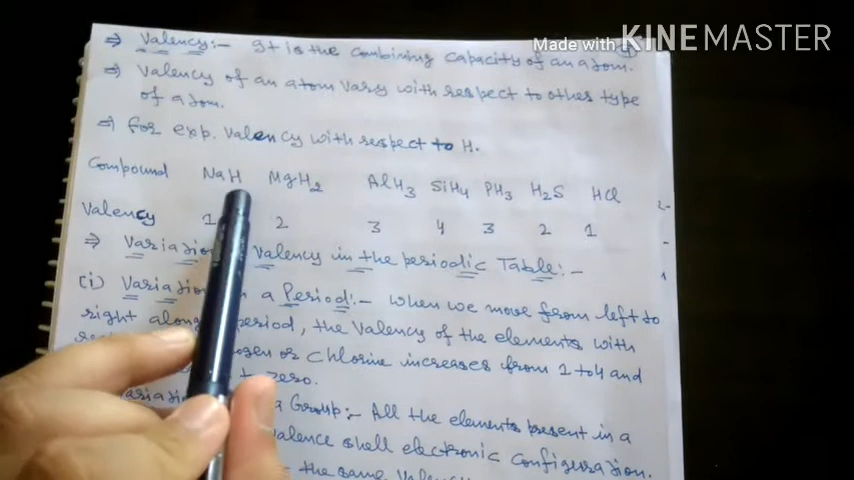 Made with KINEMASTER
⇒ Valency:- It is the combining capacity of an atom.
⇒ Valency of an atom vary with respect to other type
of atom.
⇒ for exp. valency with respect to H.
Compound NaH MgH2 AlH3 SiH4 PH3 H2S HCl
Valency 1 2 3 4 3 2 1
⇒ Variation Valency in the periodic Table:-
(i) Variation a Period:- when we move from left to
right along period, the valency of the elements with
or Chlorine increases from 1 to 4 and
zero.
a Group:- All the elements present in a
valence shell electronic configuration.
the same valency